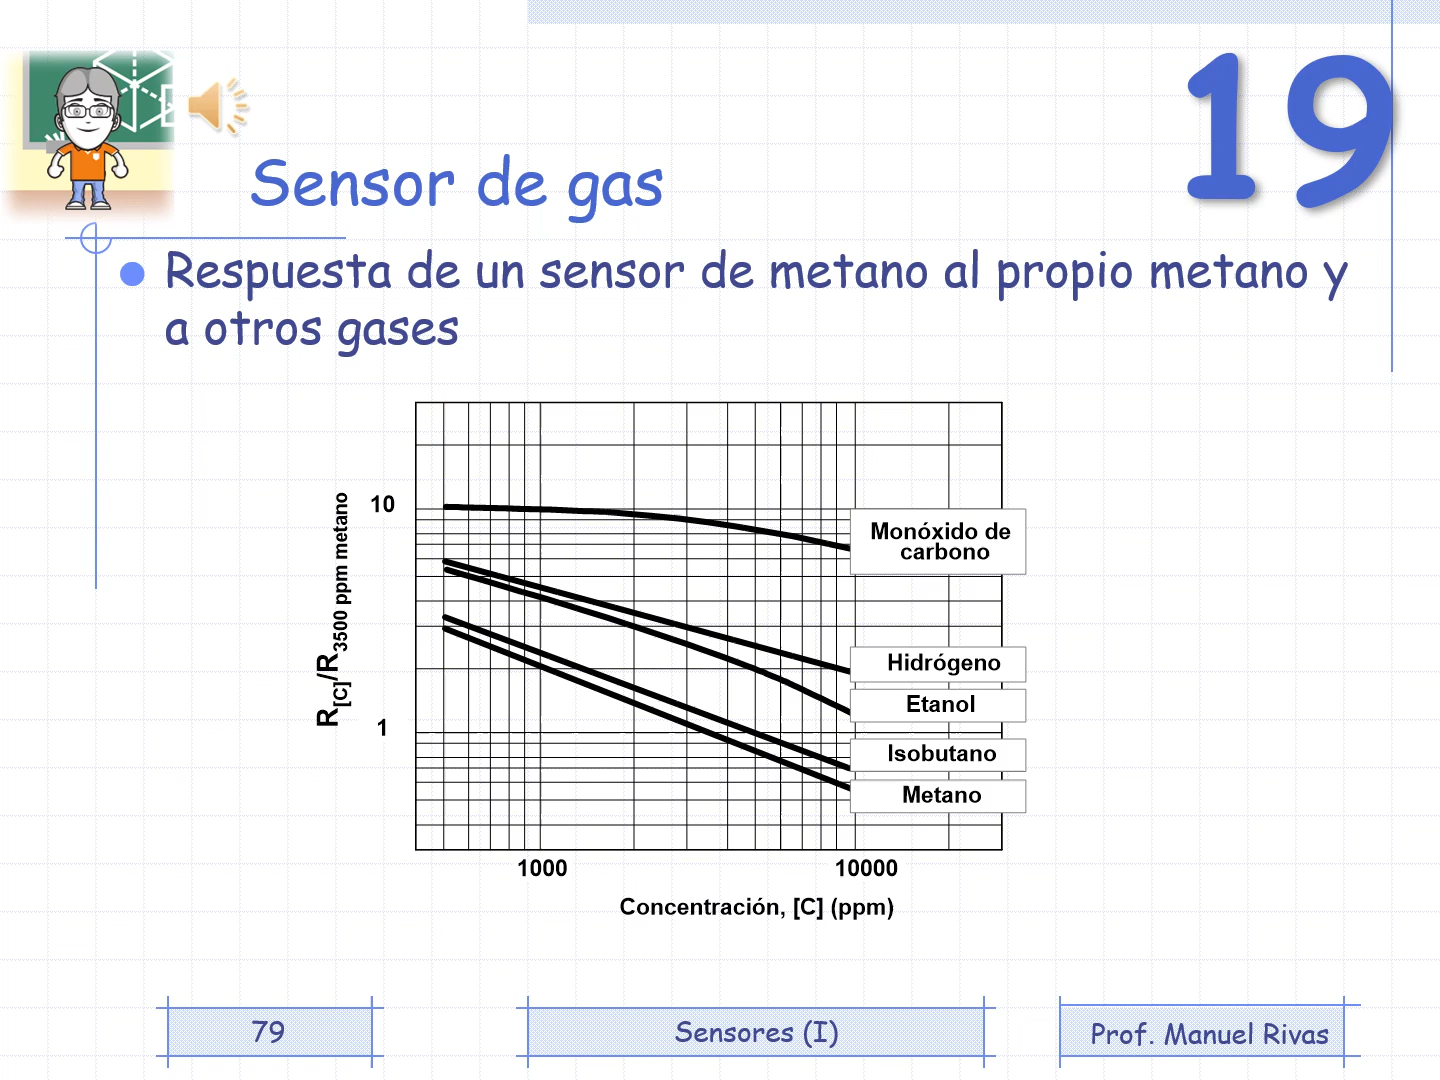 19
Sensor de gas
Respuesta de un sensor de metano al propio metano y
a otros gases
R[C]/R3500 ppm metano
10
1
Monóxido de
carbono
Hidrógeno
Etanol
Isobutano
Metano
1000
10000
Concentración, [C] (ppm)
79
Sensores (I)
Prof. Manuel Rivas